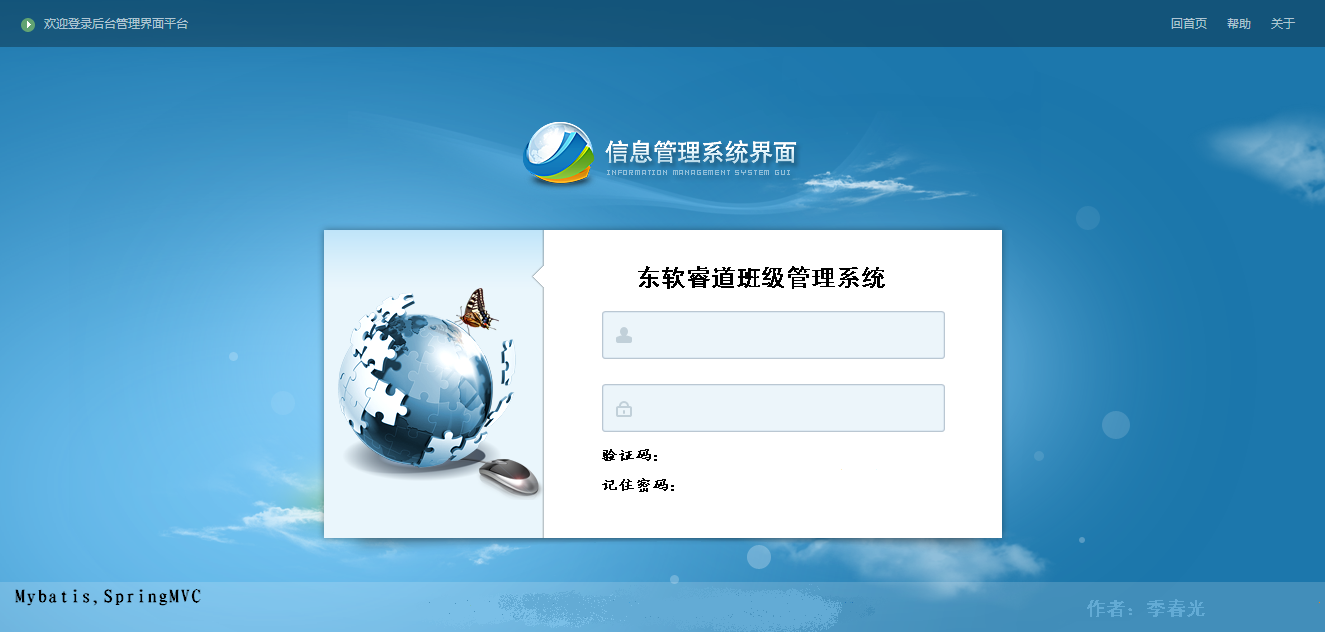 欢迎登录后台管理界面平台
回首页 帮助 关于
信息管理系统界面
INFORMATION MANAGEMENT SYSTEM GUI
东软睿道班级管理系统
验证码：
记住密码：
Mybatis,SpringMVC
作者：季春光